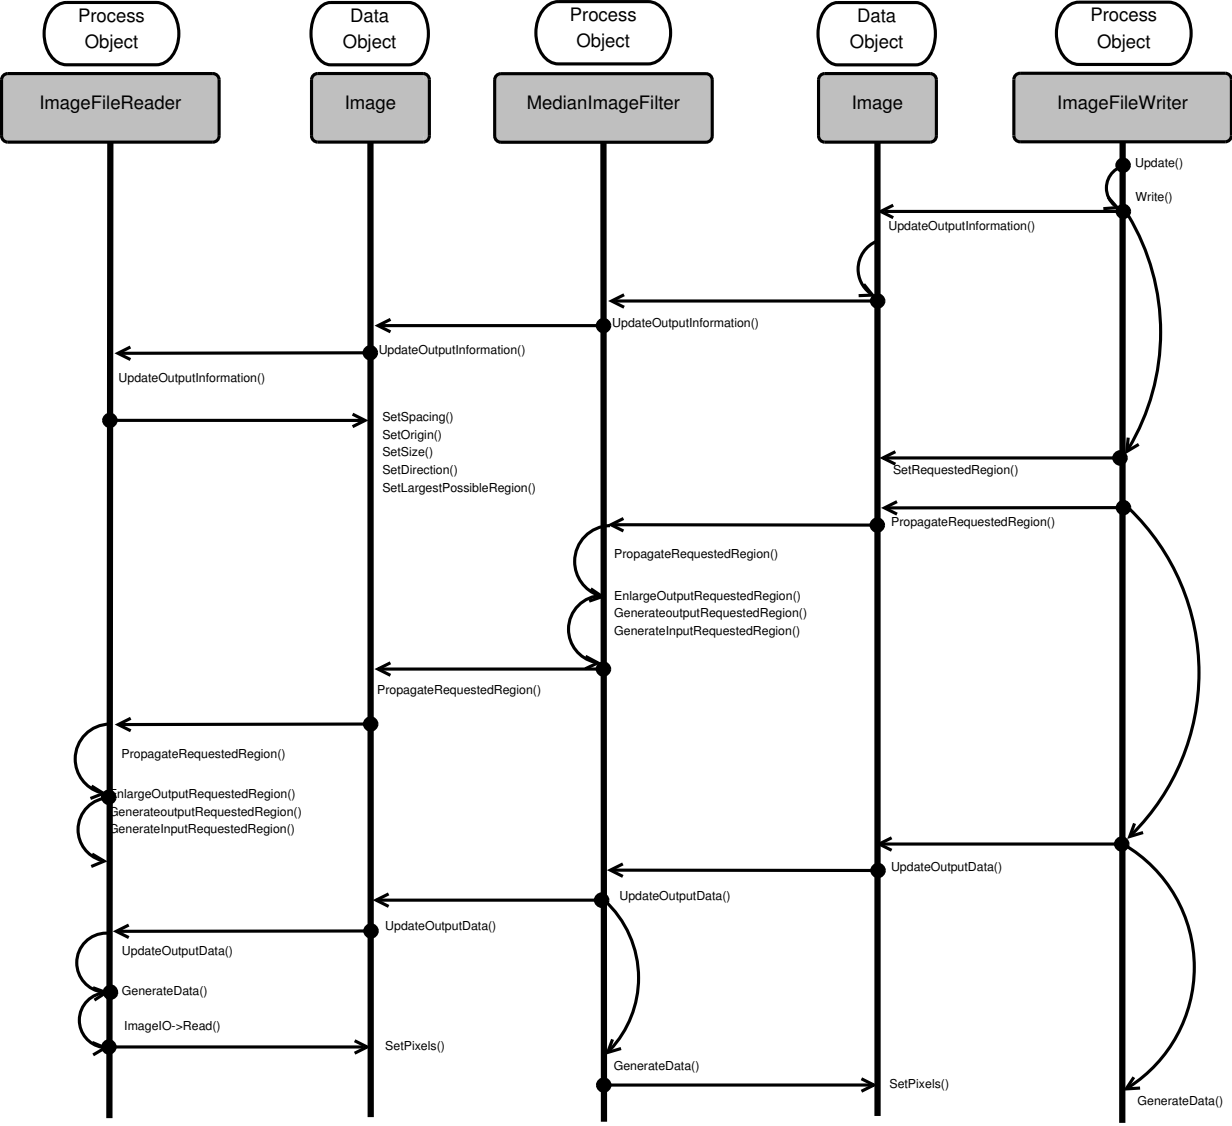 Process
Object
Data
Object
Process
Object
Data
Object
Process
Object
ImageFileReader
Image
MedianImageFilter
Image
ImageFileWriter
Update()
Write()
UpdateOutputInformation()
UpdateOutputInformation()
UpdateOutputInformation()
UpdateOutputInformation()
SetSpacing()
SetOrigin()
SetSize()
SetDirection()
SetLargestPossibleRegion()
SetRequestedRegion()
PropagateRequestedRegion()
PropagateRequestedRegion()
EnlargeOutputRequestedRegion()
GenerateoutputRequestedRegion()
GenerateInputRequestedRegion()
PropagateRequestedRegion()
PropagateRequestedRegion()
EnlargeOutputRequestedRegion()
GenerateoutputRequestedRegion()
GenerateInputRequestedRegion()
UpdateOutputData()
UpdateOutputData()
UpdateOutputData()
UpdateOutputData()
GenerateData()
ImageIO->Read()
SetPixels()
GenerateData()
SetPixels()
GenerateData()